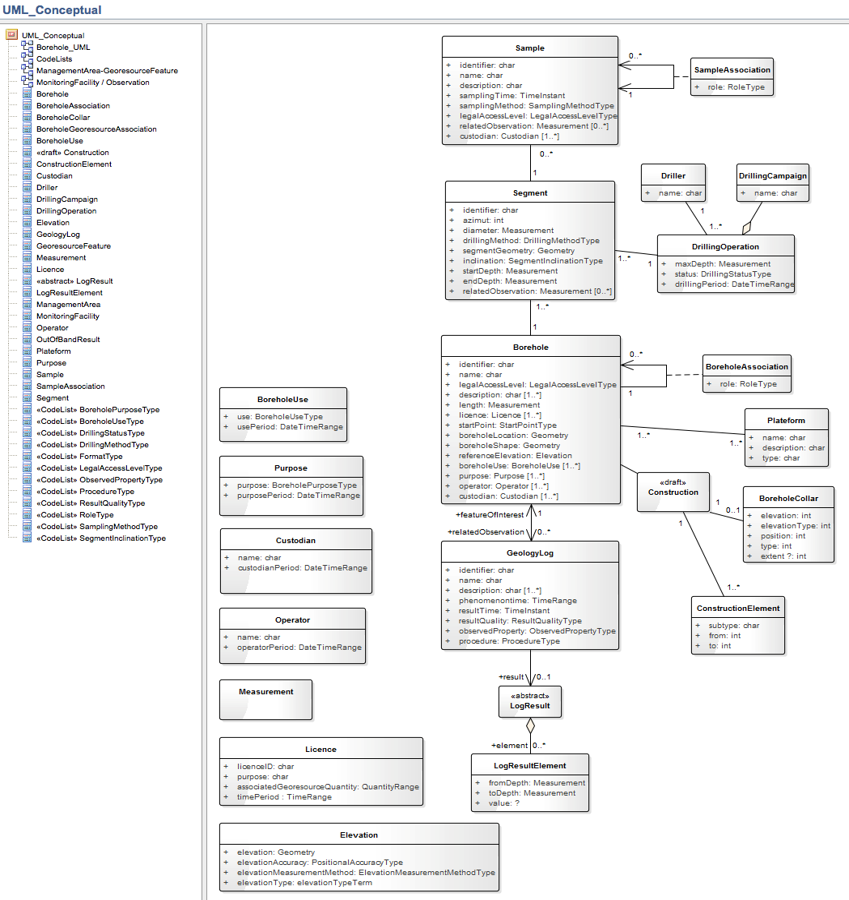 UML_Conceptual
UML_Conceptual
Borehole_UML
CodeLists
ManagementArea-GeoresourceFeature
MonitoringFacility / Observation
Borehole
BoreholeAssociation
BoreholeCollar
BoreholeGeoresourceAssociation
BoreholeUse
«draft» Construction
ConstructionElement
Custodian
Driller
DrillingCampaign
DrillingOperation
Elevation
GeologyLog
GeoresourceFeature
Measurement
Licence
«abstract» LogResult
LogResultElement
ManagementArea
MonitoringFacility
Operator
OutOfBandResult
Plateform
Purpose
Sample
SampleAssociation
Segment
«CodeList» BoreholePurposeType
«CodeList» BoreholeUseType
«CodeList» DrillingStatusType
«CodeList» DrillingMethodType
«CodeList» FormatType
«CodeList» LegalAccessLevelType
«CodeList» ObservedPropertyType
«CodeList» ProcedureType
«CodeList» ResultQualityType
«CodeList» RoleType
«CodeList» SamplingMethodType
«CodeList» SegmentInclinationType
Sample
+ identifier: char
+ name: char
+ description: char
+ samplingTime: TimeInstant
+ samplingMethod: SamplingMethodType
+ legalAccessLevel: LegalAccessLevelType
+ relatedObservation: Measurement [0..*]
+ custodian: Custodian [1..*]
0..*
1
SampleAssociation
+ role: RoleType
0..*
1
Segment
+ identifier: char
+ azimut: int
+ diameter: Measurement
+ drillingMethod: DrillingMethodType
+ segmentGeometry: Geometry
+ inclination: SegmentInclinationType
+ startDepth: Measurement
+ endDepth: Measurement
+ relatedObservation: Measurement [0..*]
Driller
+ name: char
DrillingCampaign
+ name: char
1
1..*
DrillingOperation
+ maxDepth: Measurement
+ status: DrillingStatusType
+ drillingPeriod: DateTimeRange
1..*
1
1..*
1
Borehole
+ identifier: char
+ name: char
+ legalAccessLevel: LegalAccessLevelType
+ description: char [1..*]
+ length: Measurement
+ licence: Licence [1..*]
+ startPoint: StartPointType
+ boreholeLocation: Geometry
+ boreholeShape: Geometry
+ referenceElevation: Elevation
+ boreholeUse: BoreholeUse [1..*]
+ purpose: Purpose [1..*]
+ operator: Operator [1..*]
+ custodian: Custodian [1..*]
0..*
1
BoreholeAssociation
+ role: RoleType
1..*
1..*
Plateform
+ name: char
+ description: char
+ type: char
«draft»
Construction
1
0..1
1
1..*
BoreholeCollar
+ elevation: int
+ elevationType: int
+ position: int
+ type: int
+ extent ?: int
ConstructionElement
+ subtype: char
+ from: int
+ to: int
+featureOfInterest 1
+relatedObservation 0..*
GeologyLog
+ identifier: char
+ name: char
+ description: char [1..*]
+ phenomenontime: TimeRange
+ resultTime: TimeInstant
+ resultQuality: ResultQualityType
+ observedProperty: ObservedPropertyType
+ procedure: ProcedureType
+result 0..1
«abstract»
LogResult
+element 0..*
LogResultElement
+ fromDepth: Measurement
+ toDepth: Measurement
+ value: ?
BoreholeUse
+ use: BoreholeUseType
+ usePeriod: DateTimeRange
Purpose
+ purpose: BoreholePurposeType
+ purposePeriod: DateTimeRange
Custodian
+ name: char
+ custodianPeriod: DateTimeRange
Operator
+ name: char
+ operatorPeriod: DateTimeRange
Measurement
Licence
+ licenceID: char
+ purpose: char
+ associatedGeoresourceQuantity: QuantityRange
+ timePeriod : TimeRange
Elevation
+ elevation: Geometry
+ elevationAccuracy: PositionalAccuracyType
+ elevationMeasurementMethod: ElevationMeasurementMethodType
+ elevationType: elevationTypeTerm